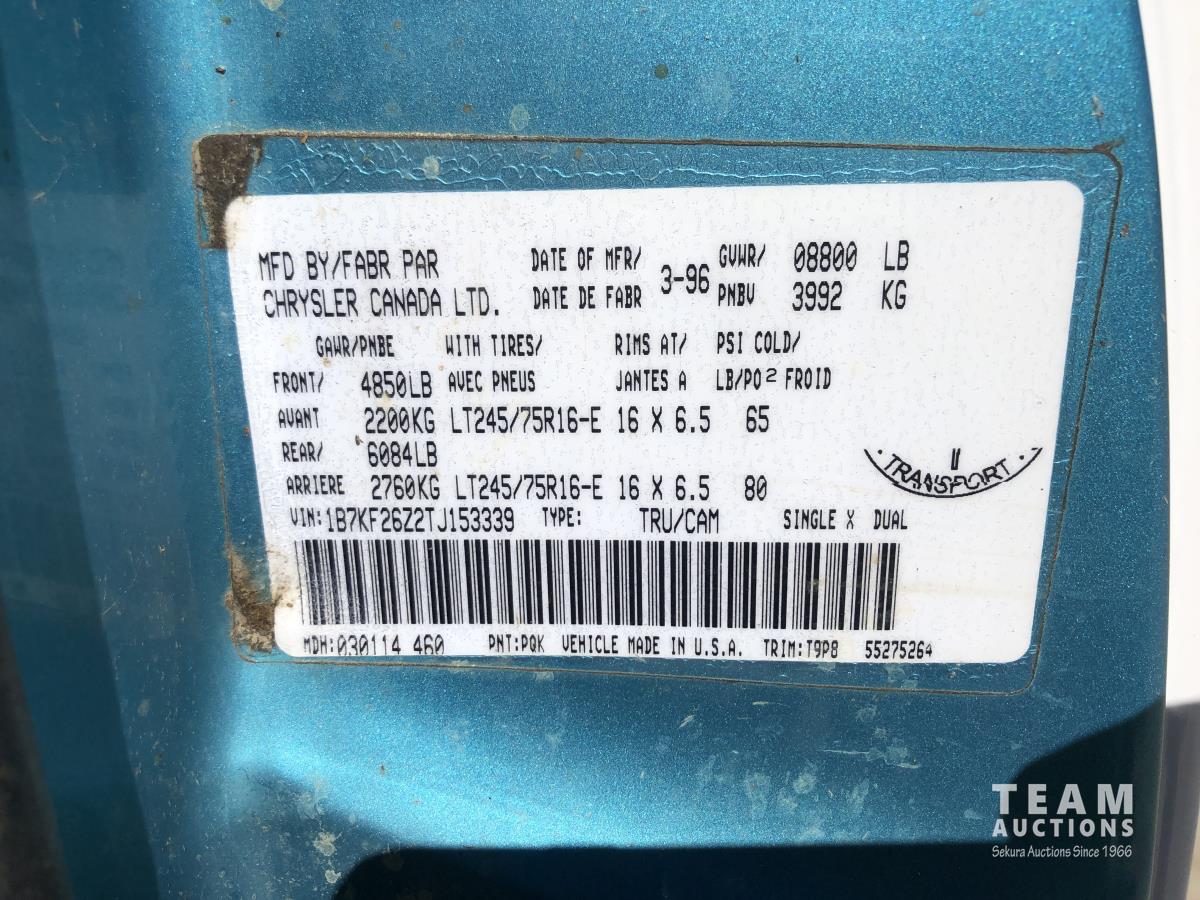 MFD BY/FABR PAR DATE OF MFR/ 3-96 GVWR/ 08800 LB
CHRYSLER CANADA LTD. DATE DE FABR PNBV 3992 KG
GAWR/PNBE WITH TIRES/ RIMS AT/ PSI COLD/
FRONT/ 4850LB AVEC PNEUS JANTES A LB/PO² FROID
AVANT 2200KG LT245/75R16-E 16 X 6.5 65
REAR/ 6084LB
ARRIERE 2760KG LT245/75R16-E 16 X 6.5 80
TRANSPORT
VIN:1B7KF26Z2TJ153339 TYPE: TRU/CAM SINGLE X DUAL
MDH:030114 460 PNT:PQK VEHICLE MADE IN U.S.A. TRIM:T9P8 55275264
TEAM
AUCTIONS
Sekura Auctions Since 1966